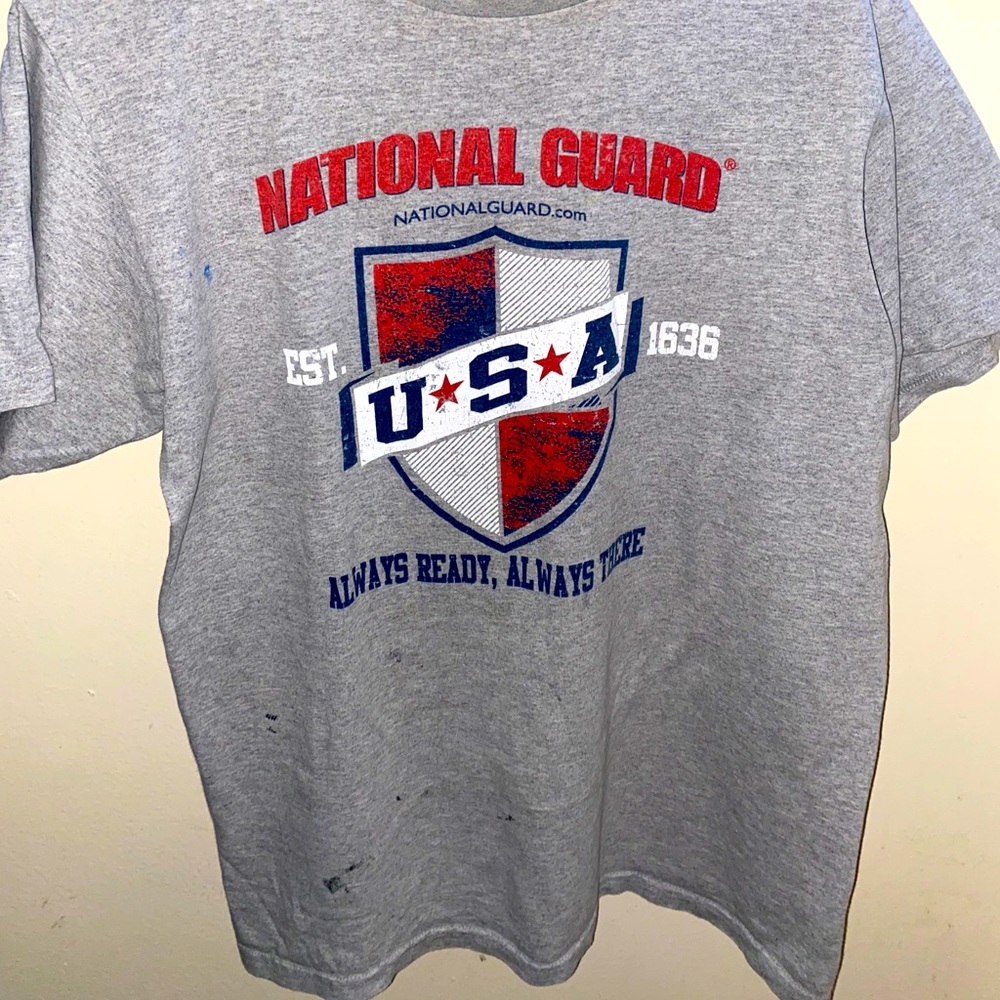 NATIONAL GUARD®
NATIONALGUARD.com
EST. 1636
U★S★A
ALWAYS READY, ALWAYS THERE